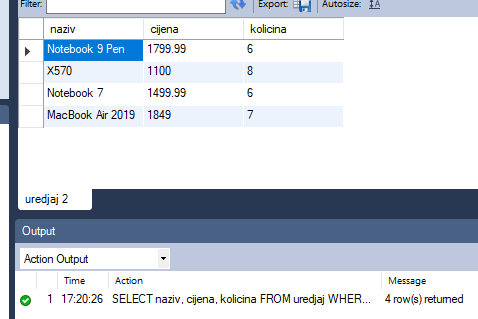 Filter: Export: Autosize: IA
naziv cijena kolicina
Notebook 9 Pen 1799.99 6
X570 1100 8
Notebook 7 1499.99 6
MacBook Air 2019 1849 7
uredjaj 2
Output
Action Output
Time Action Message
1 17:20:26 SELECT naziv, cijena, kolicina FROM uredjaj WHER... 4 row(s) returned